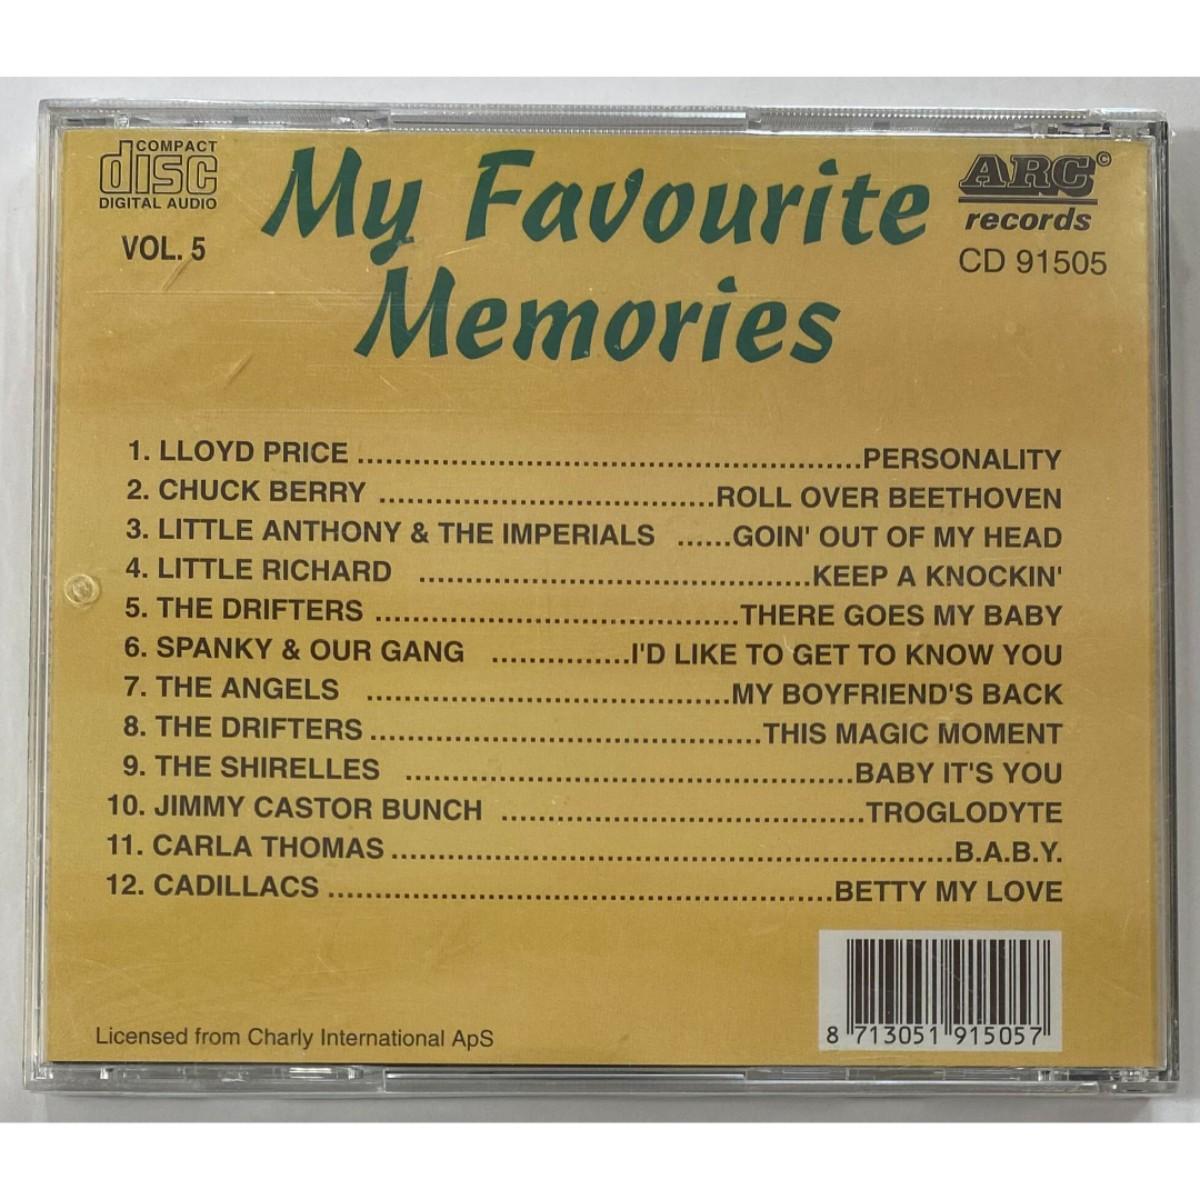 COMPACT
disc
DIGITAL AUDIO
VOL. 5
My Favourite
Memories
ARC©
records
CD 91505
1. LLOYD PRICE ......................................................PERSONALITY
2. CHUCK BERRY ....................................ROLL OVER BEETHOVEN
3. LITTLE ANTHONY & THE IMPERIALS ......GOIN' OUT OF MY HEAD
4. LITTLE RICHARD ..........................................KEEP A KNOCKIN'
5. THE DRIFTERS .......................................THERE GOES MY BABY
6. SPANKY & OUR GANG ...............I'D LIKE TO GET TO KNOW YOU
7. THE ANGELS .......................................MY BOYFRIEND'S BACK
8. THE DRIFTERS ..........................................THIS MAGIC MOMENT
9. THE SHIRELLES ................................................BABY IT'S YOU
10. JIMMY CASTOR BUNCH .......................................TROGLODYTE
11. CARLA THOMAS ............................................................B.A.B.Y.
12. CADILLACS ......................................................BETTY MY LOVE
Licensed from Charly International ApS
8 713051 915057